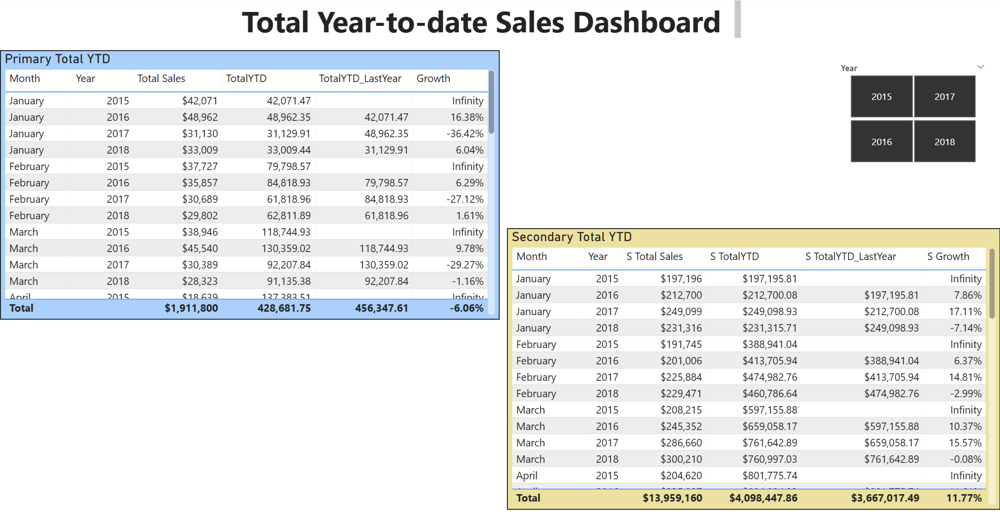 Total Year-to-date Sales Dashboard
Primary Total YTD
Month Year Total Sales TotalYTD TotalYTD_LastYear Growth
January 2015 $42,071 42,071.47 Infinity
January 2016 $48,962 48,962.35 42,071.47 16.38%
January 2017 $31,130 31,129.91 48,962.35 -36.42%
January 2018 $33,009 33,009.44 31,129.91 6.04%
February 2015 $37,727 79,798.57 Infinity
February 2016 $35,857 84,818.93 79,798.57 6.29%
February 2017 $30,689 61,818.96 84,818.93 -27.12%
February 2018 $29,802 62,811.89 61,818.96 1.61%
March 2015 $38,946 118,744.93 Infinity
March 2016 $45,540 130,359.02 118,744.93 9.78%
March 2017 $30,389 92,207.84 130,359.02 -29.27%
March 2018 $28,323 91,135.38 92,207.84 -1.16%
April 2015 $18,639 137,383.51 Infinity
Total $1,911,800 428,681.75 456,347.61 -6.06%
Year
2015 2017
2016 2018
Secondary Total YTD
Month Year S Total Sales S TotalYTD S TotalYTD_LastYear S Growth
January 2015 $197,196 $197,195.81 Infinity
January 2016 $212,700 $212,700.08 $197,195.81 7.86%
January 2017 $249,099 $249,098.93 $212,700.08 17.11%
January 2018 $231,316 $231,315.71 $249,098.93 -7.14%
February 2015 $191,745 $388,941.04 Infinity
February 2016 $201,006 $413,705.94 $388,941.04 6.37%
February 2017 $225,884 $474,982.76 $413,705.94 14.81%
February 2018 $229,471 $460,786.64 $474,982.76 -2.99%
March 2015 $208,215 $597,155.88 Infinity
March 2016 $245,352 $659,058.17 $597,155.88 10.37%
March 2017 $286,660 $761,642.89 $659,058.17 15.57%
March 2018 $300,210 $760,997.03 $761,642.89 -0.08%
April 2015 $204,620 $801,775.74 Infinity
Total $13,959,160 $4,098,447.86 $3,667,017.49 11.77%